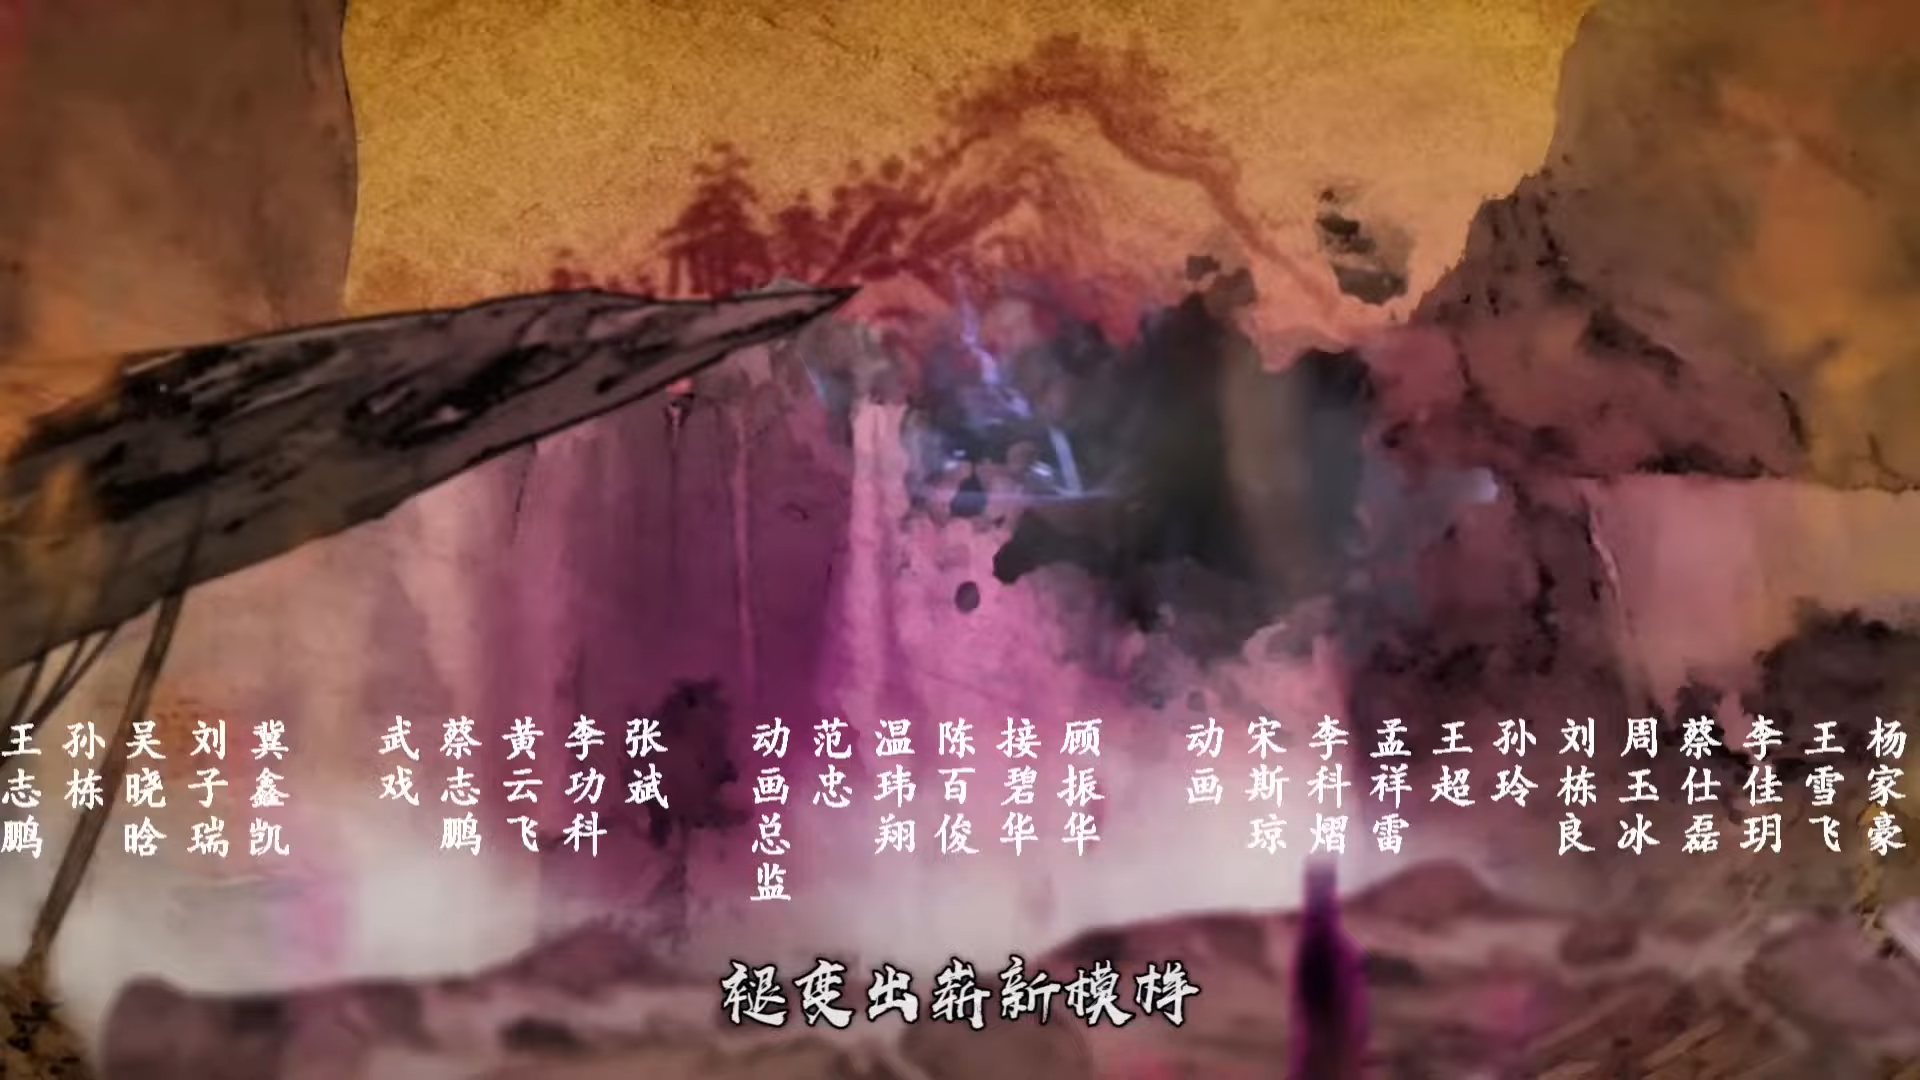 王志鹏
孙栋
吴晓晗
刘子瑞
冀鑫凯
武戏
蔡志鹏
黄云飞
李功科
张斌
动画总监
范忠
温玮翔
陈百俊
接碧华
顾振华
动画
宋斯琼
李科熠
孟祥雷
王超
孙玲
刘栋良
周玉冰
蔡仕磊
李佳玥
王雪飞
杨家豪
褪变出崭新模样